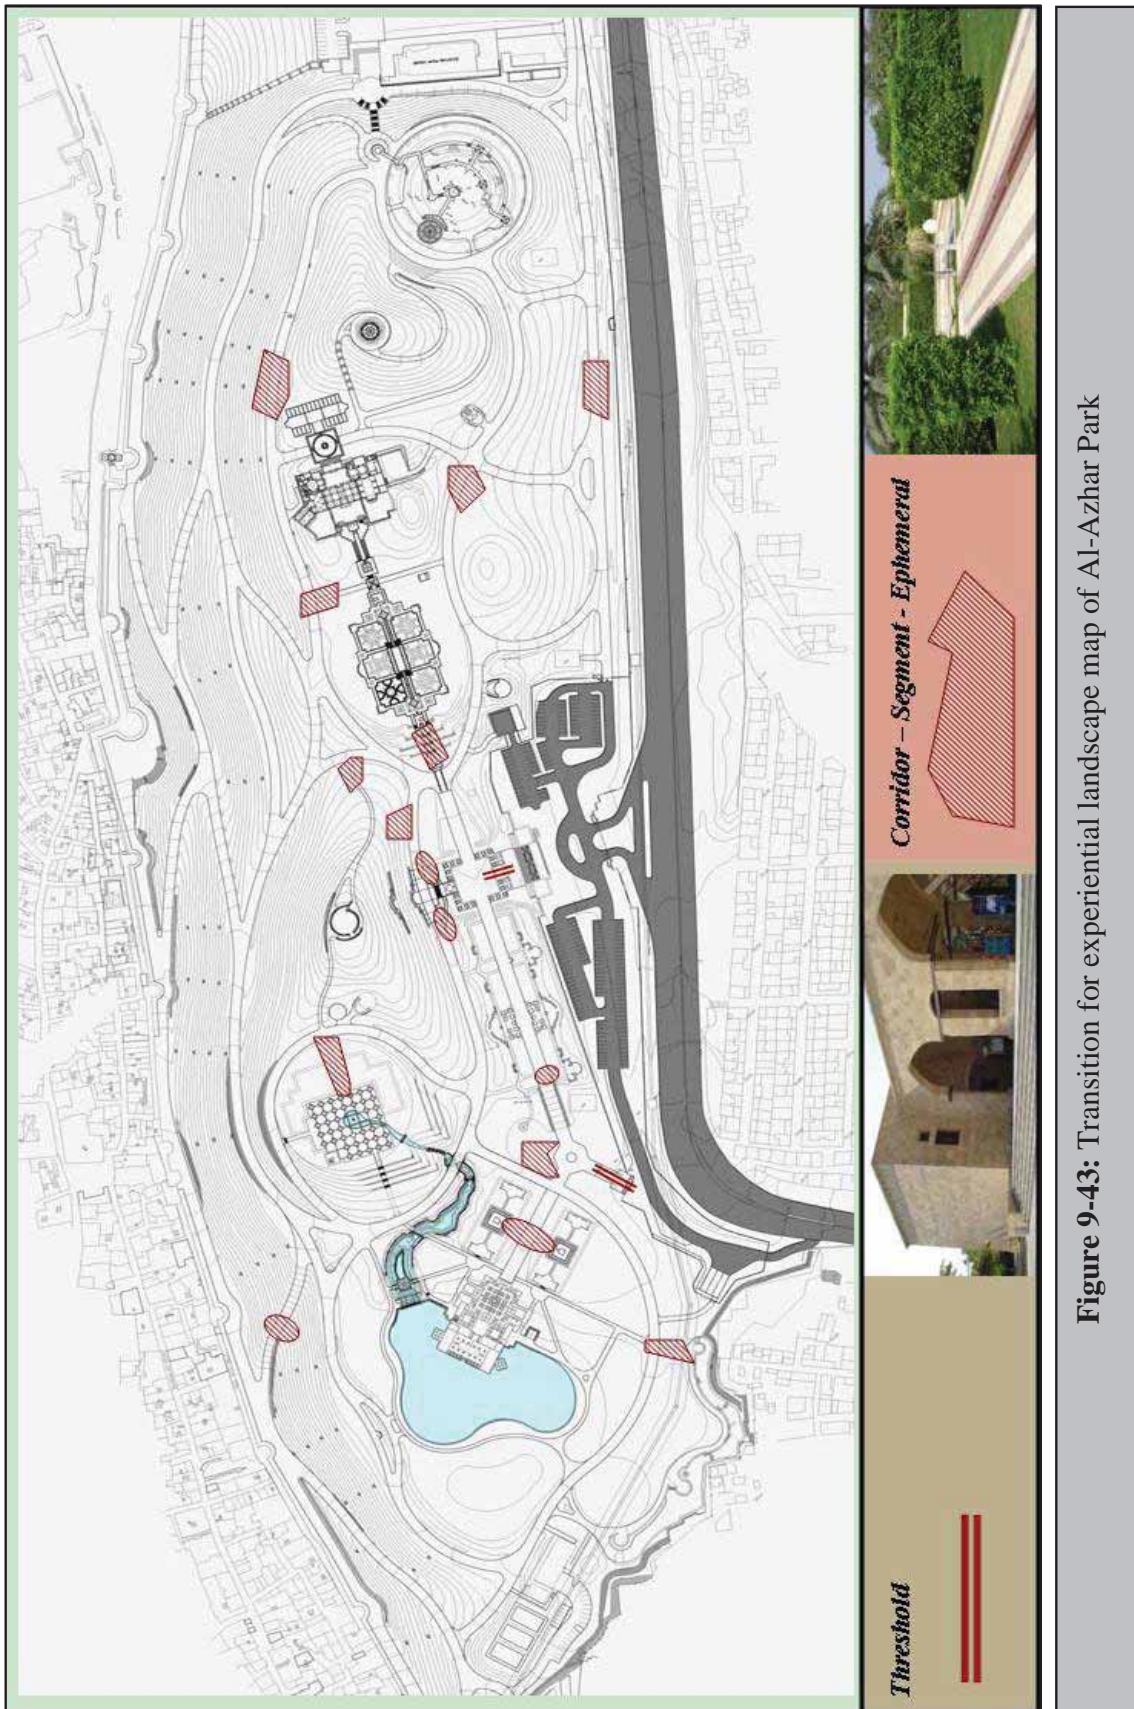 Threshold
Corridor – Segment - Ephemeral
Figure 9-43: Transition for experiential landscape map of Al-Azhar Park